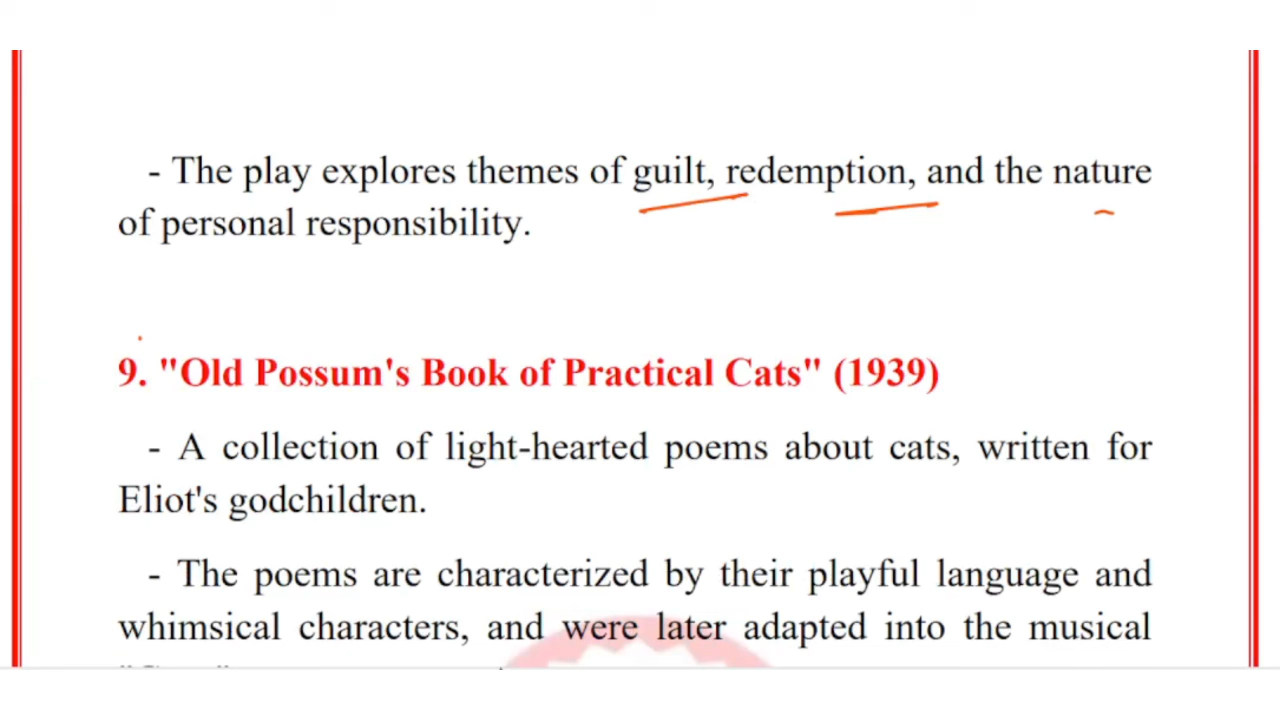 - The play explores themes of guilt, redemption, and the nature
of personal responsibility.
9. "Old Possum's Book of Practical Cats" (1939)
- A collection of light-hearted poems about cats, written for
Eliot's godchildren.
- The poems are characterized by their playful language and
whimsical characters, and were later adapted into the musical